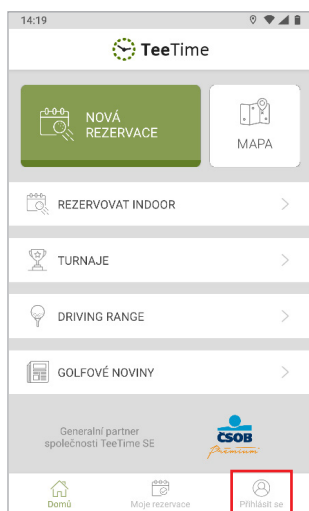 14:19
TeeTime
NOVÁ
REZERVACE
MAPA
REZERVOVAT INDOOR
TURNAJE
DRIVING RANGE
GOLFOVÉ NOVINY
Generalní partner
společnosti TeeTime SE
ČSOB
Premium
Domů
Moje rezervace
Přihlásit se